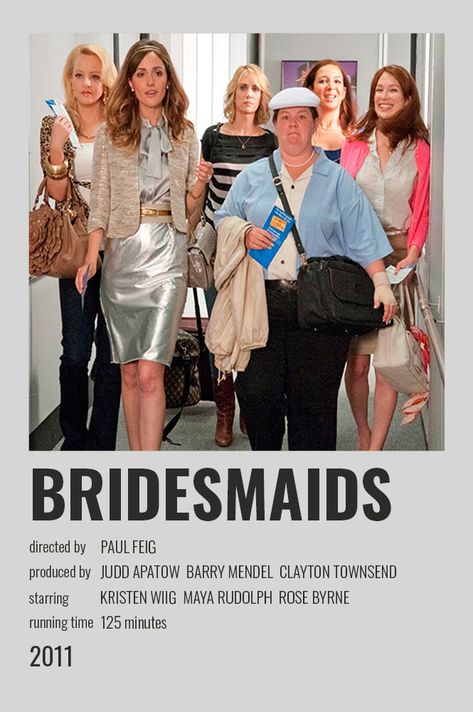 BRIDESMAIDS
directed by PAUL FEIG
produced by JUDD APATOW BARRY MENDEL CLAYTON TOWNSEND
starring KRISTEN WIIG MAYA RUDOLPH ROSE BYRNE
running time 125 minutes
2011